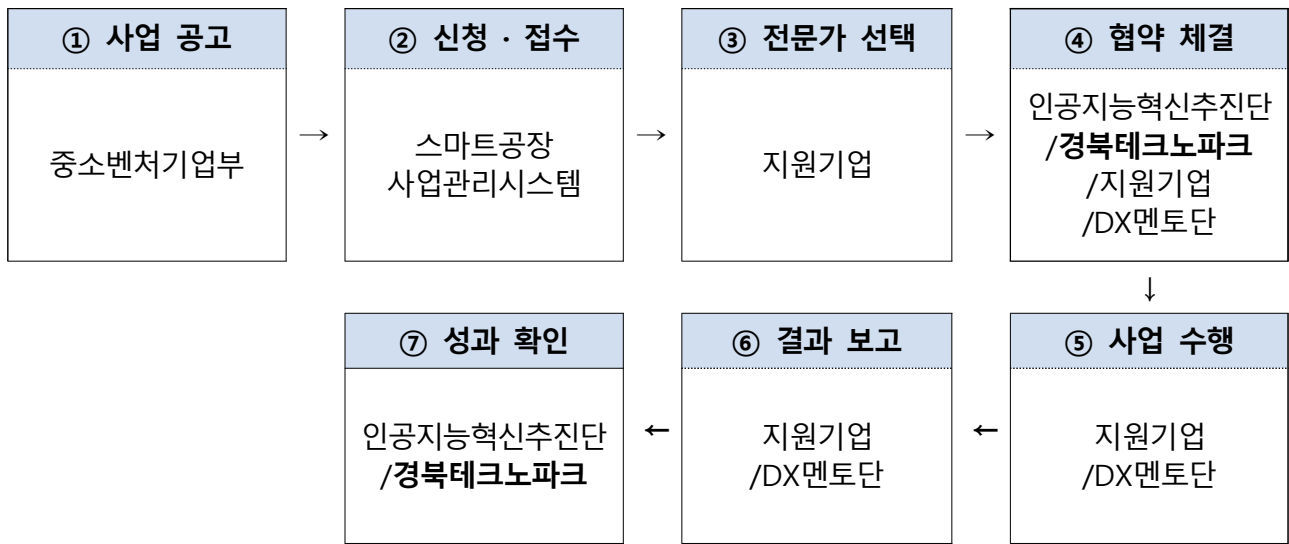 ① 사업 공고
중소벤처기업부
→
② 신청 · 접수
스마트공장
사업관리시스템
→
③ 전문가 선택
지원기업
→
④ 협약 체결
인공지능혁신추진단
/경북테크노파크
/지원기업
/DX멘토단
↓
⑤ 사업 수행
지원기업
/DX멘토단
←
⑥ 결과 보고
지원기업
/DX멘토단
←
⑦ 성과 확인
인공지능혁신추진단
/경북테크노파크